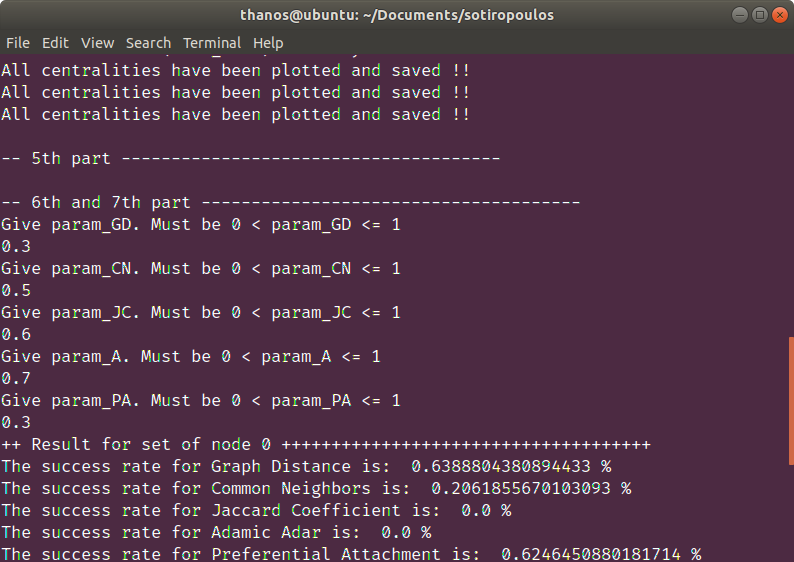 thanos@ubuntu: ~/Documents/sotiropoulos
File Edit View Search Terminal Help
All centralities have been plotted and saved !!
All centralities have been plotted and saved !!
All centralities have been plotted and saved !!
-- 5th part --------------------------------------
-- 6th and 7th part --------------------------------------
Give param_GD. Must be 0 < param_GD <= 1
0.3
Give param_CN. Must be 0 < param_CN <= 1
0.5
Give param_JC. Must be 0 < param_JC <= 1
0.6
Give param_A. Must be 0 < param_A <= 1
0.7
Give param_PA. Must be 0 < param_PA <= 1
0.3
++ Result for set of node 0 +++++++++++++++++++++++++++++++++++++
The success rate for Graph Distance is:  0.6388804380894433 %
The success rate for Common Neighbors is:  0.2061855670103093 %
The success rate for Jaccard Coefficient is:  0.0 %
The success rate for Adamic Adar is:  0.0 %
The success rate for Preferential Attachment is:  0.6246450880181714 %